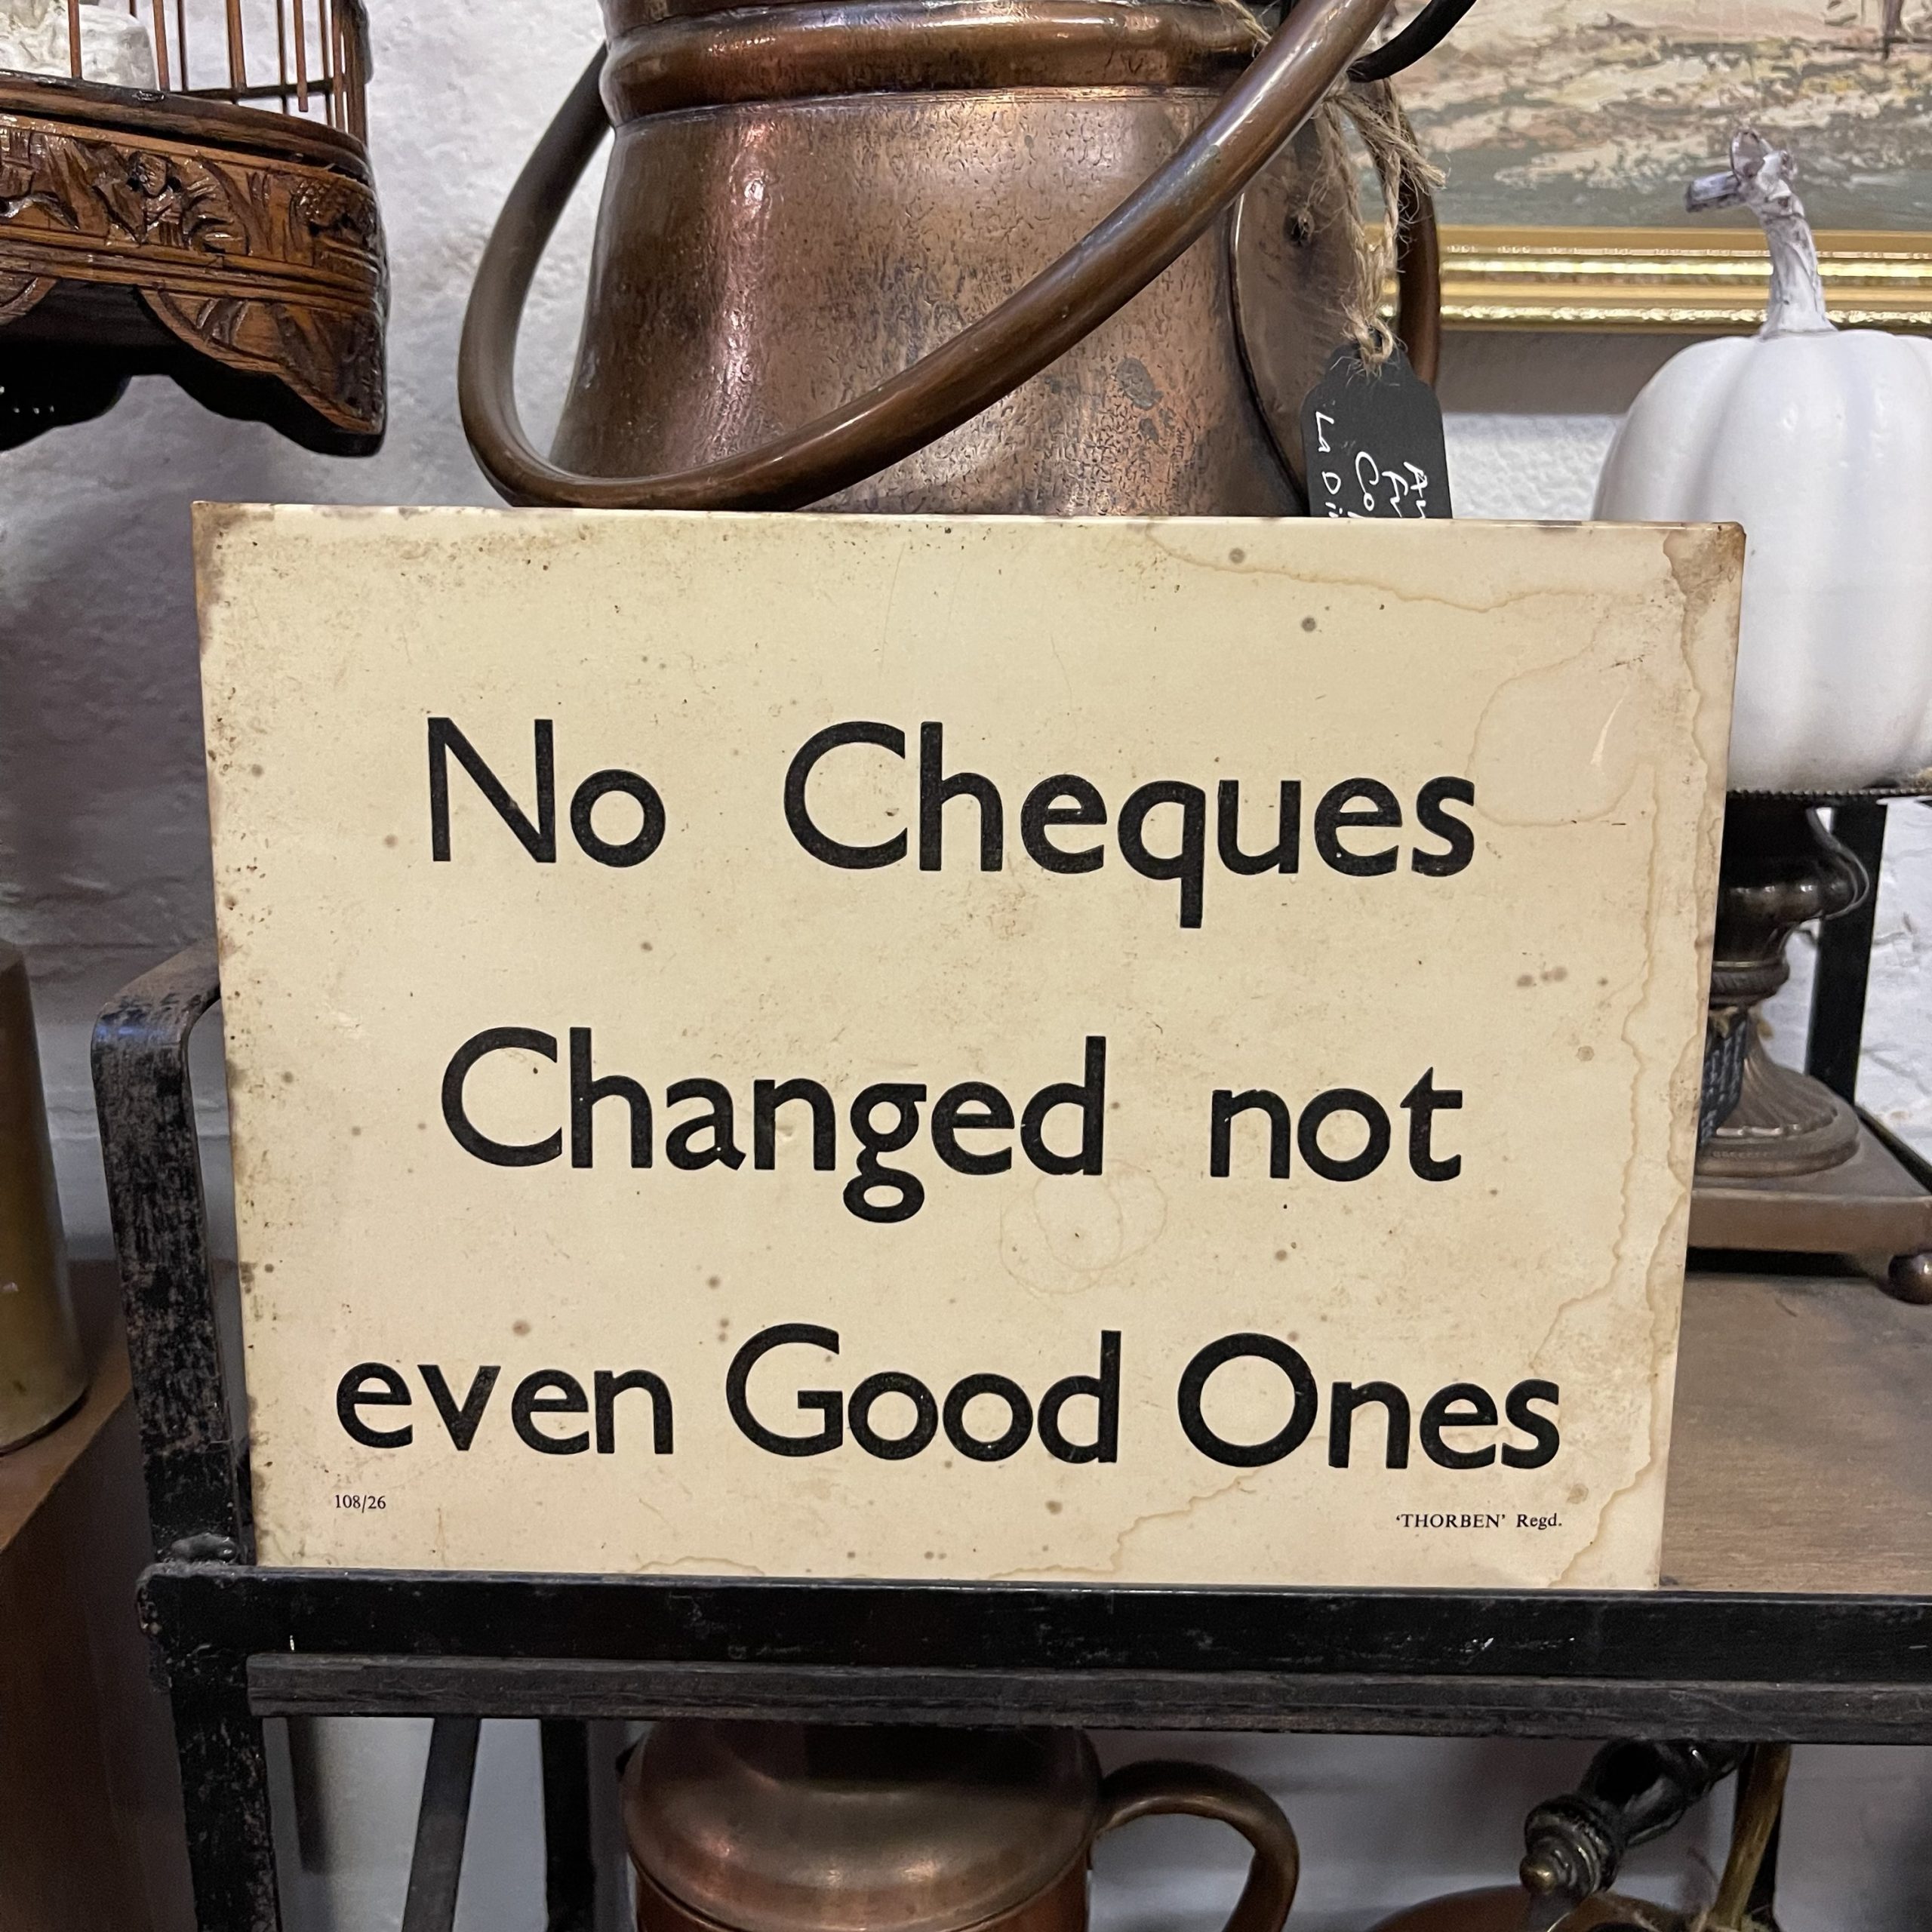 No Cheques
Changed not
even Good Ones
108/26
'THORBEN' Regd.